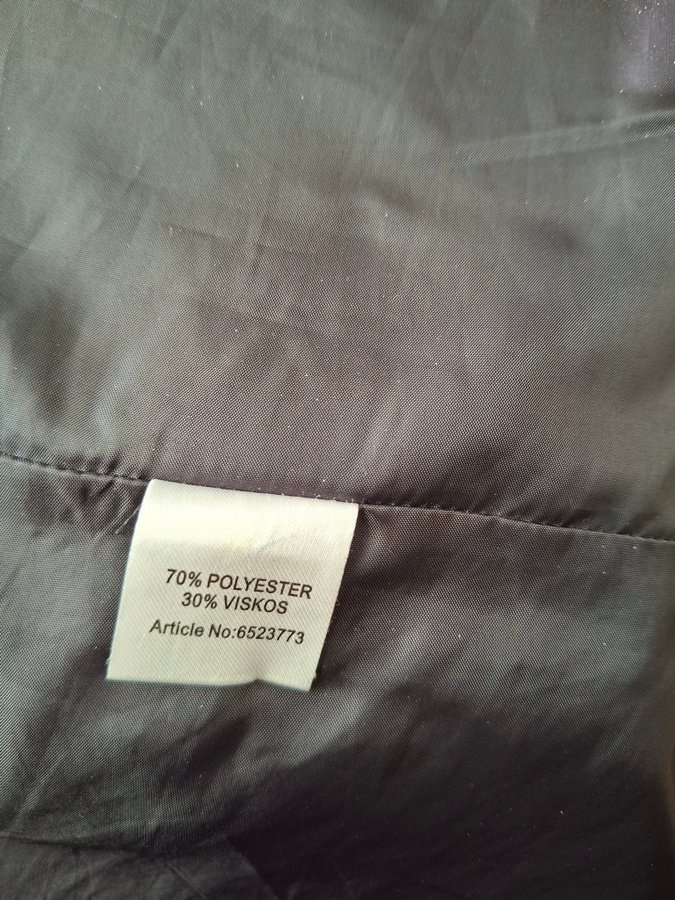 70% POLYESTER
30% VISKOS
Article No:6523773